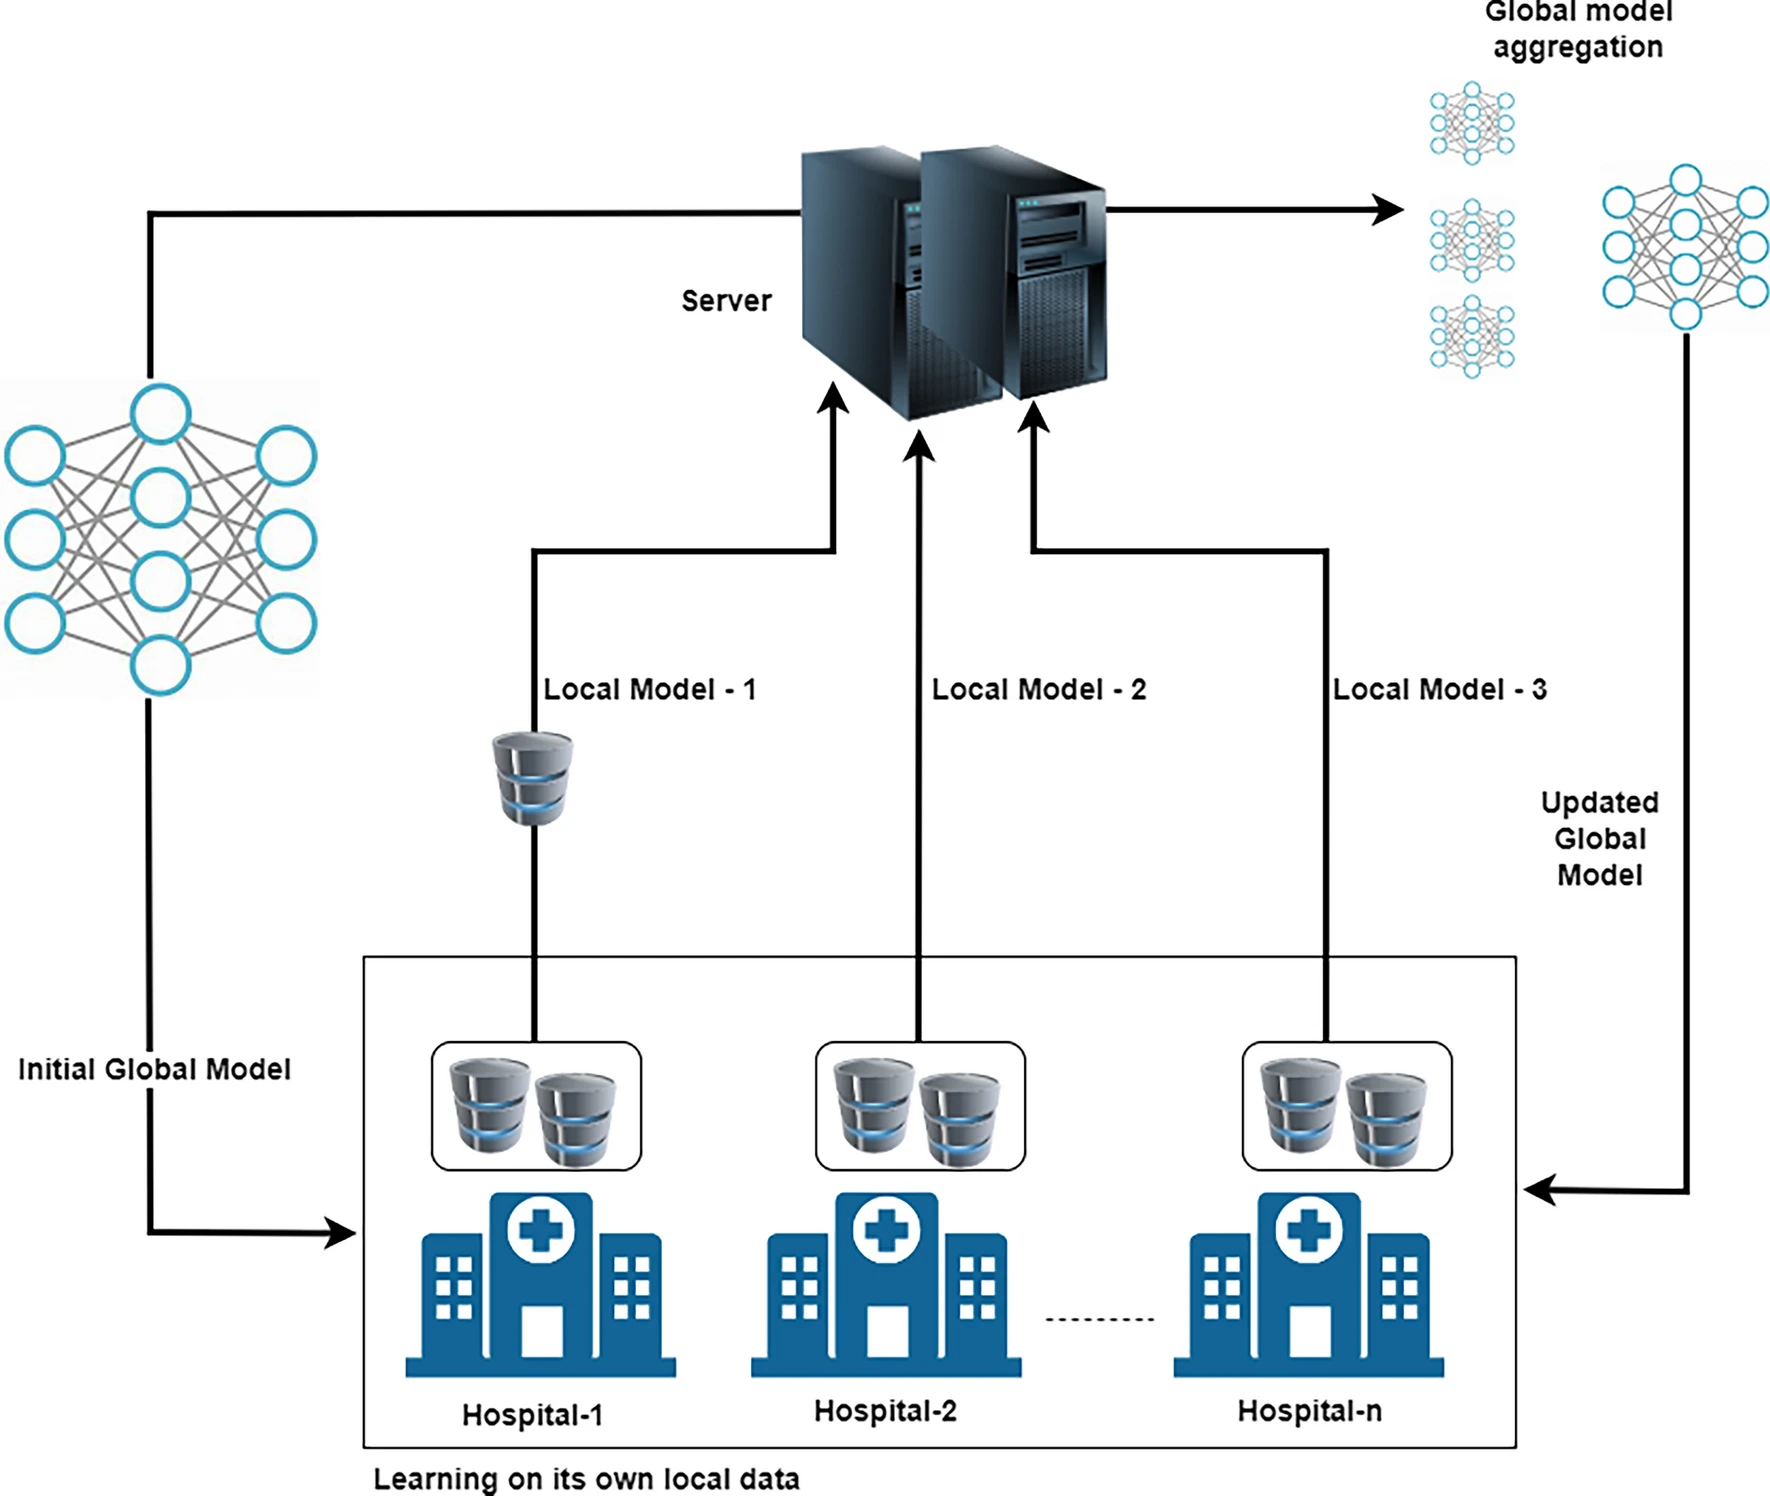 Global model
aggregation
Server
Local Model - 1
Local Model - 2
Local Model - 3
Updated
Global
Model
Initial Global Model
Hospital-1
Hospital-2
Hospital-n
Learning on its own local data